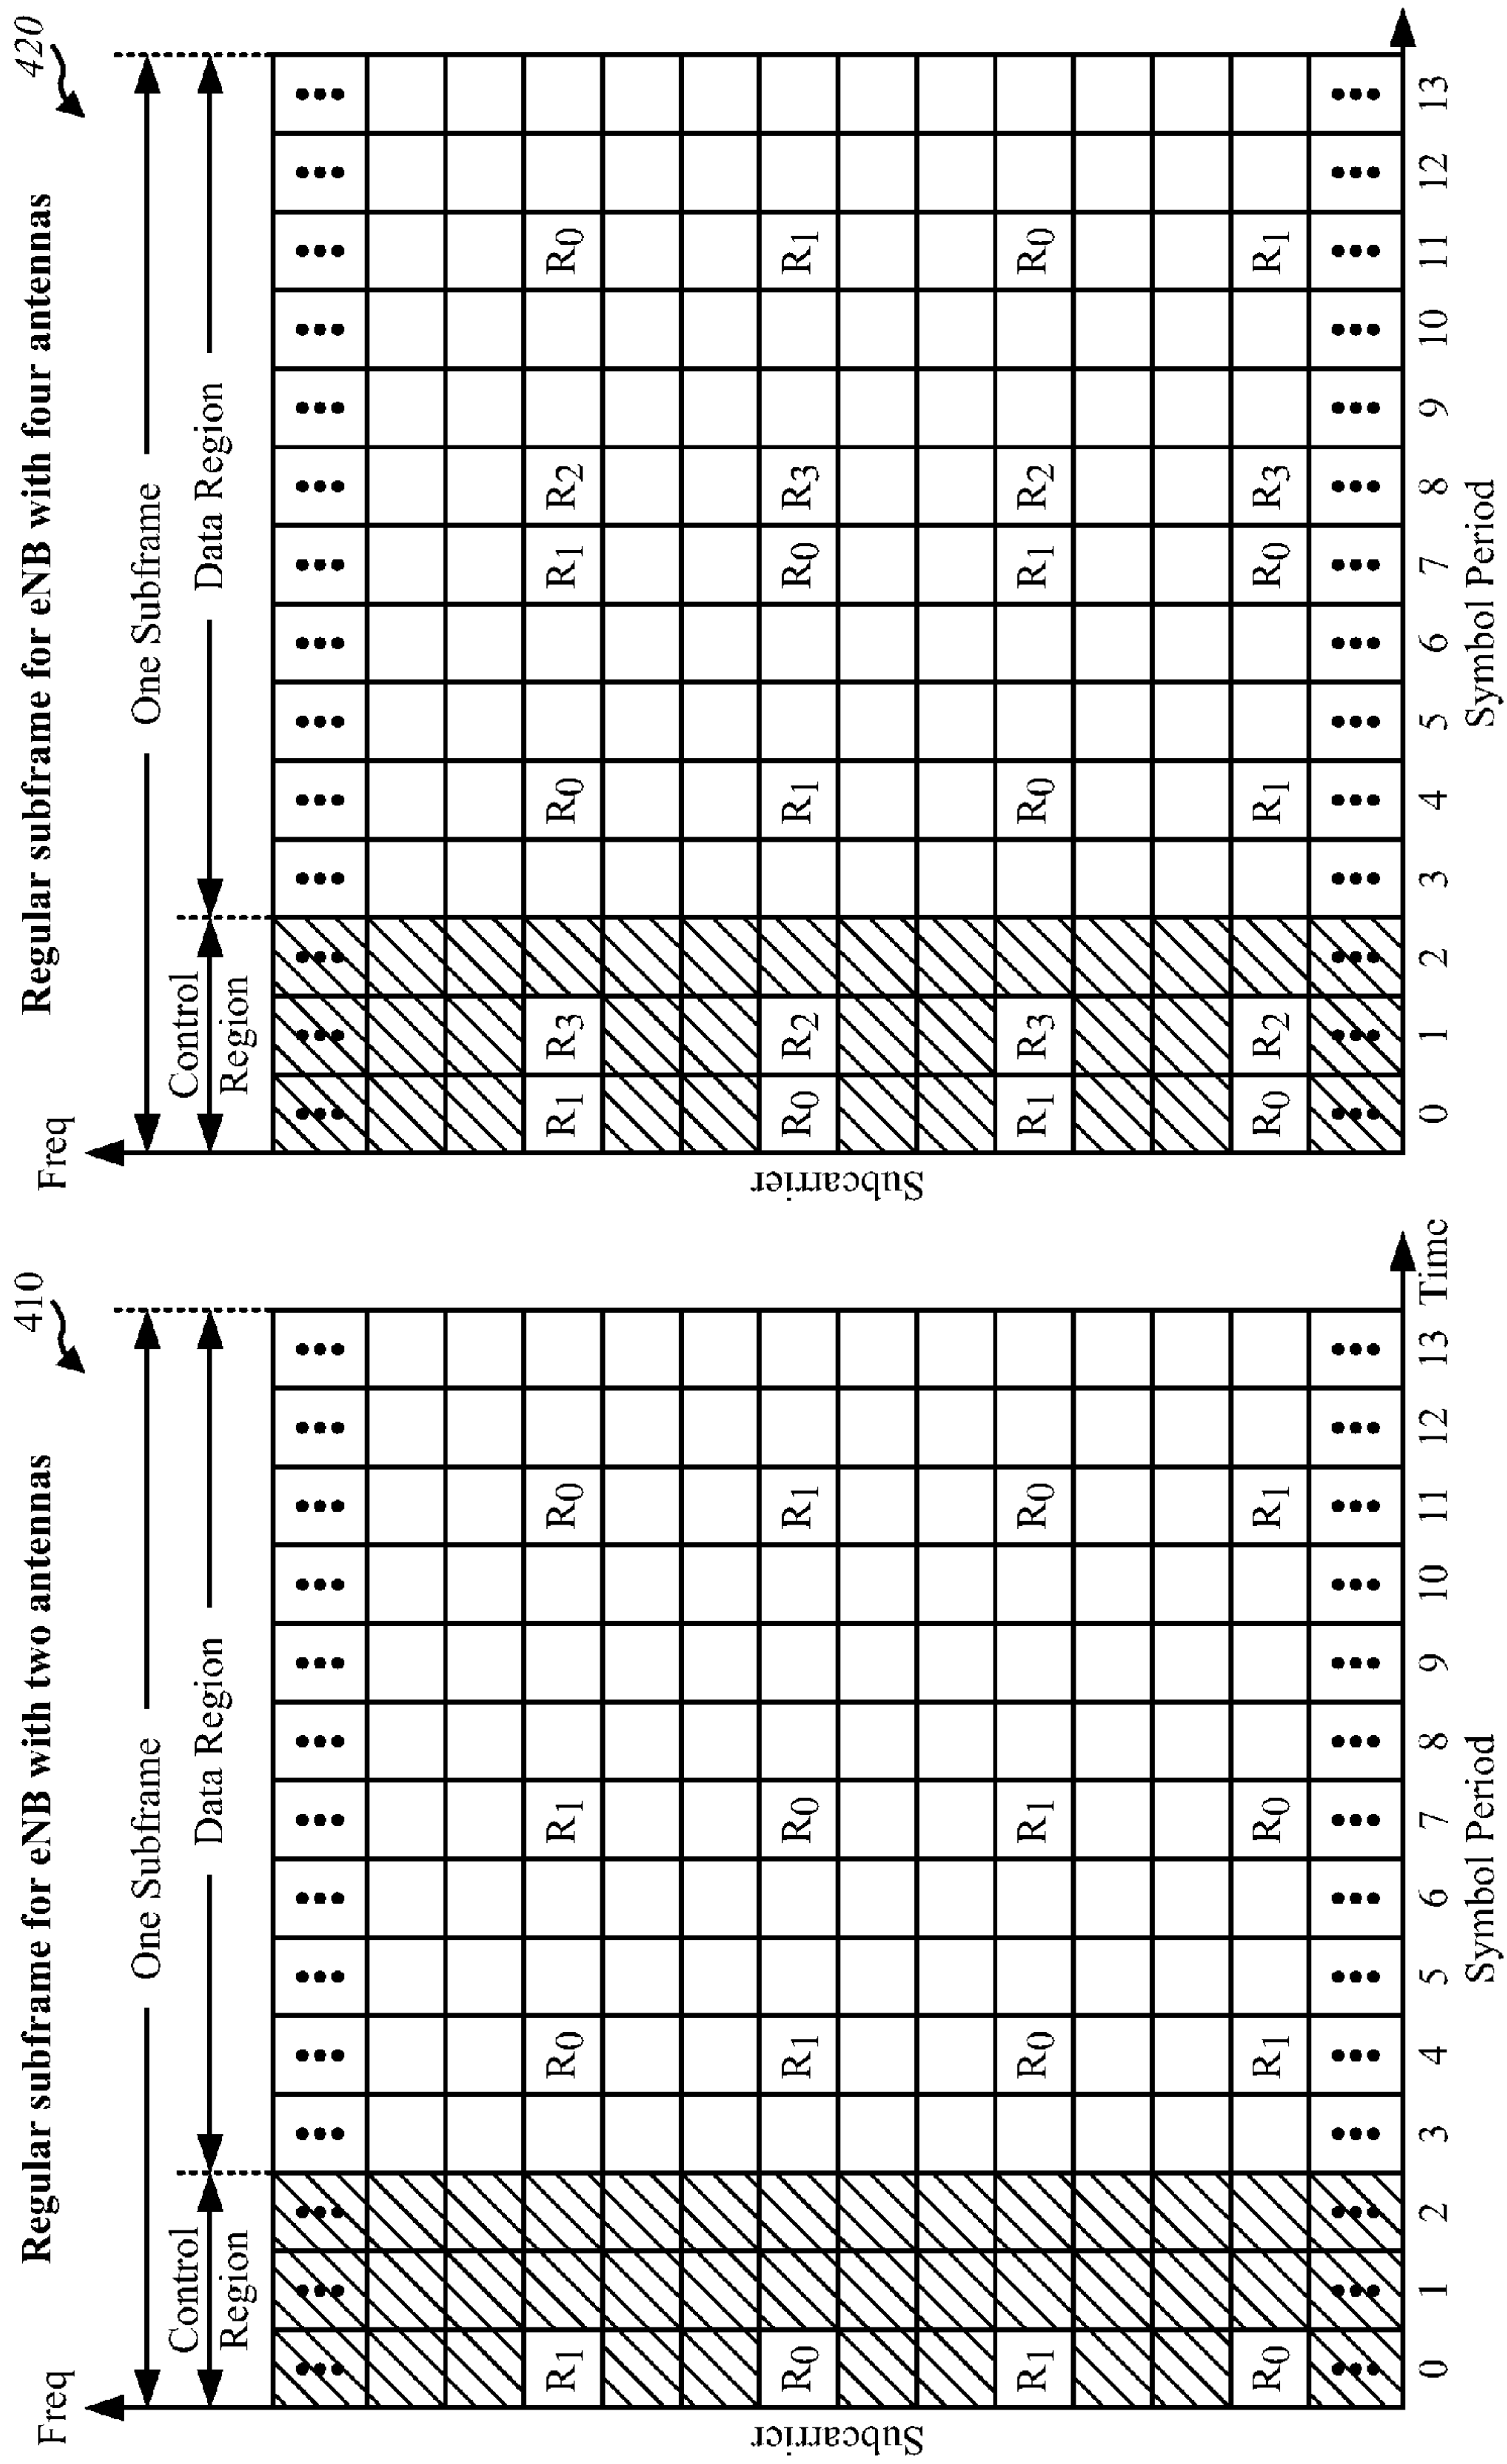 410
Regular subframe for eNB with two antennas
Freq
One Subframe
Control Region
Data Region
R0 R0
R1 R1
R1 R0 R1 R0
R0 R1 R0 R1
R1 R0 R1 R0
R0 R1 R0 R1
Subcarrier
0 1 2 3 4 5 6 7 8 9 10 11 12 13 Time
Symbol Period
420
Regular subframe for eNB with four antennas
Freq
One Subframe
Control
Region
Data Region
R1 R3 R0 R1 R2 R0
R0 R2 R1 R0 R3 R1
R1 R3 R0 R1 R2 R0
R0 R2 R1 R0 R3 R1
Subcarrier
0 1 2 3 4 5 6 7 8 9 10 11 12 13
Symbol Period